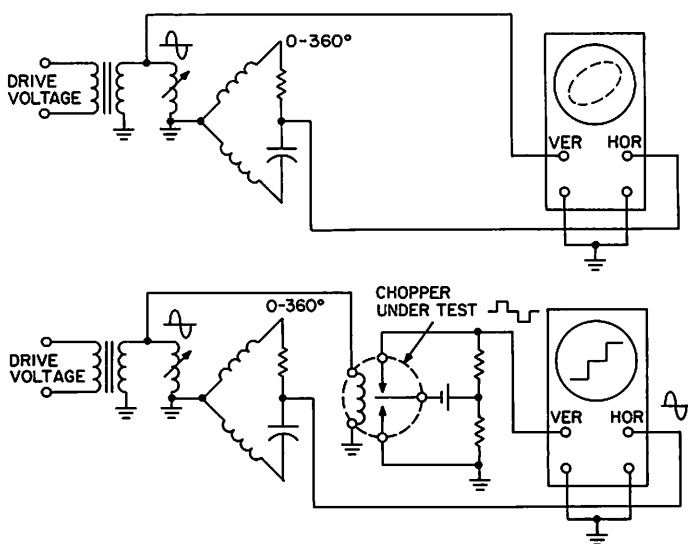 0-360°
DRIVE
VOLTAGE
VER HOR
CHOPPER
UNDER TEST
0-360°
DRIVE
VOLTAGE
VER HOR